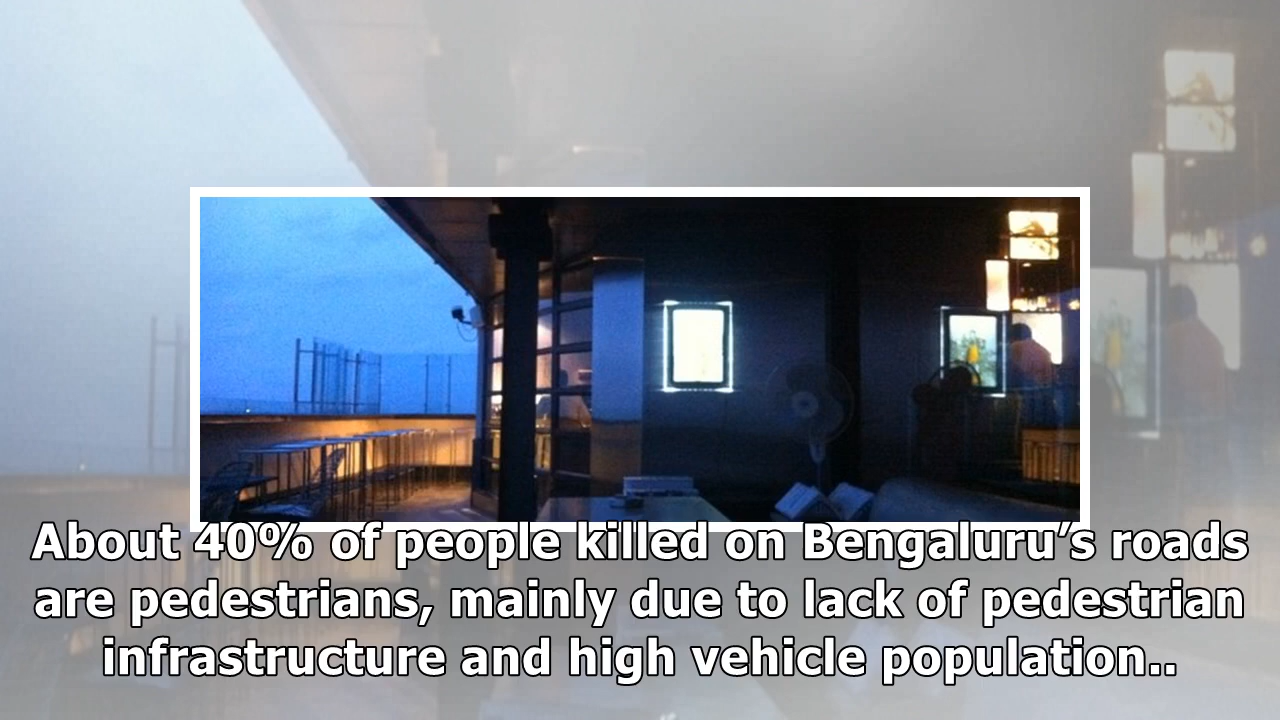 About 40% of people killed on Bengaluru’s roads
are pedestrians, mainly due to lack of pedestrian
infrastructure and high vehicle population..